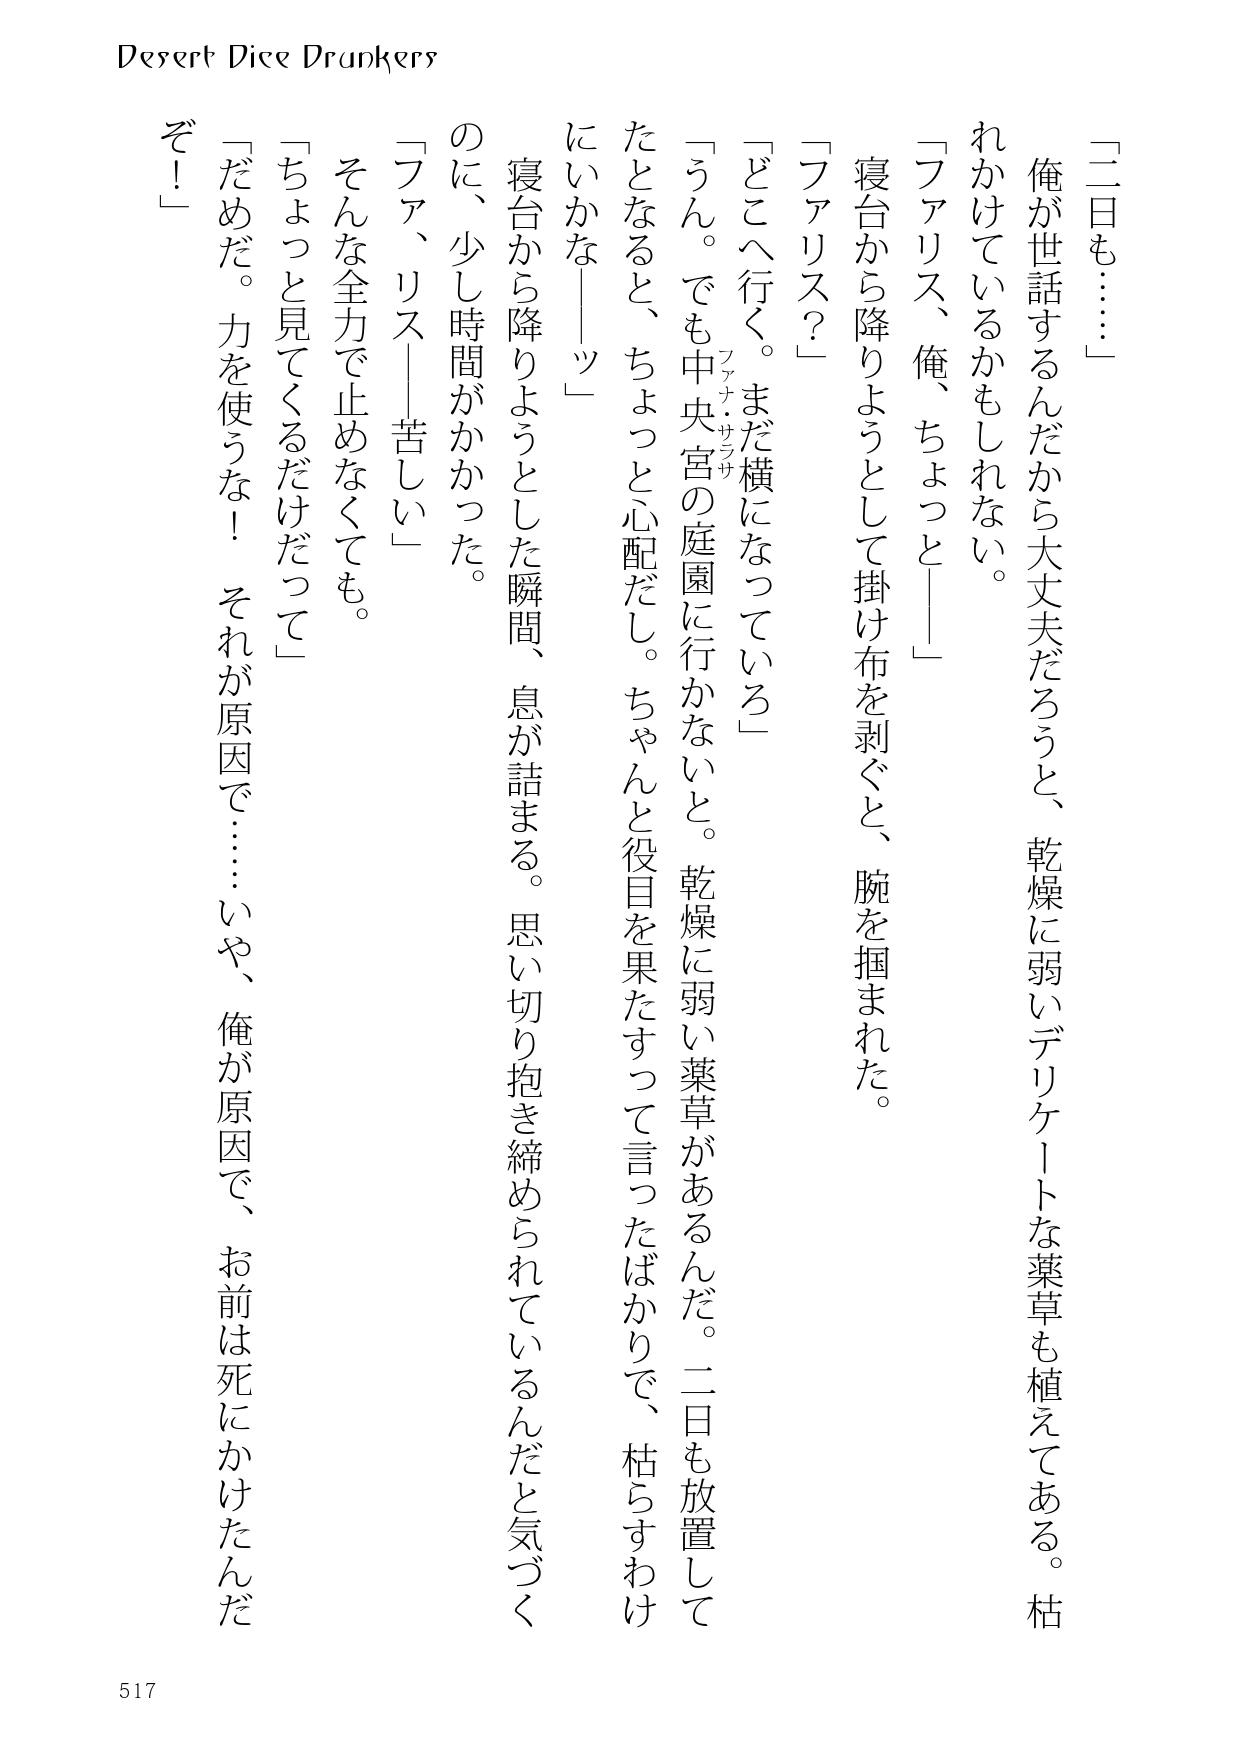 Desert Dice Drunkers
「二日も……」
　俺が世話するんだから大丈夫だろうと、乾燥に弱いデリケートな薬草も植えてある。枯
れかけているかもしれない。
「ファリス、俺、ちょっと――」
　寝台から降りようとして掛け布を剥ぐと、腕を掴まれた。
「ファリス？」
「どこへ行く。まだ横になっていろ」
「うん。でも中央宮の庭園に行かないと。乾燥に弱い薬草があるんだ。二日も放置して
ファナ・サラサ
たとなると、ちょっと心配だし。ちゃんと役目を果たすって言ったばかりで、枯らすわけ
にいかな――ッ」
　寝台から降りようとした瞬間、息が詰まる。思い切り抱き締められているんだと気づく
のに、少し時間がかかった。
「ファ、リス――苦しい」
　そんな全力で止めなくても。
「ちょっと見てくるだけだって」
「だめだ。力を使うな！　それが原因で……いや、俺が原因で、お前は死にかけたんだ
ぞ！」
517